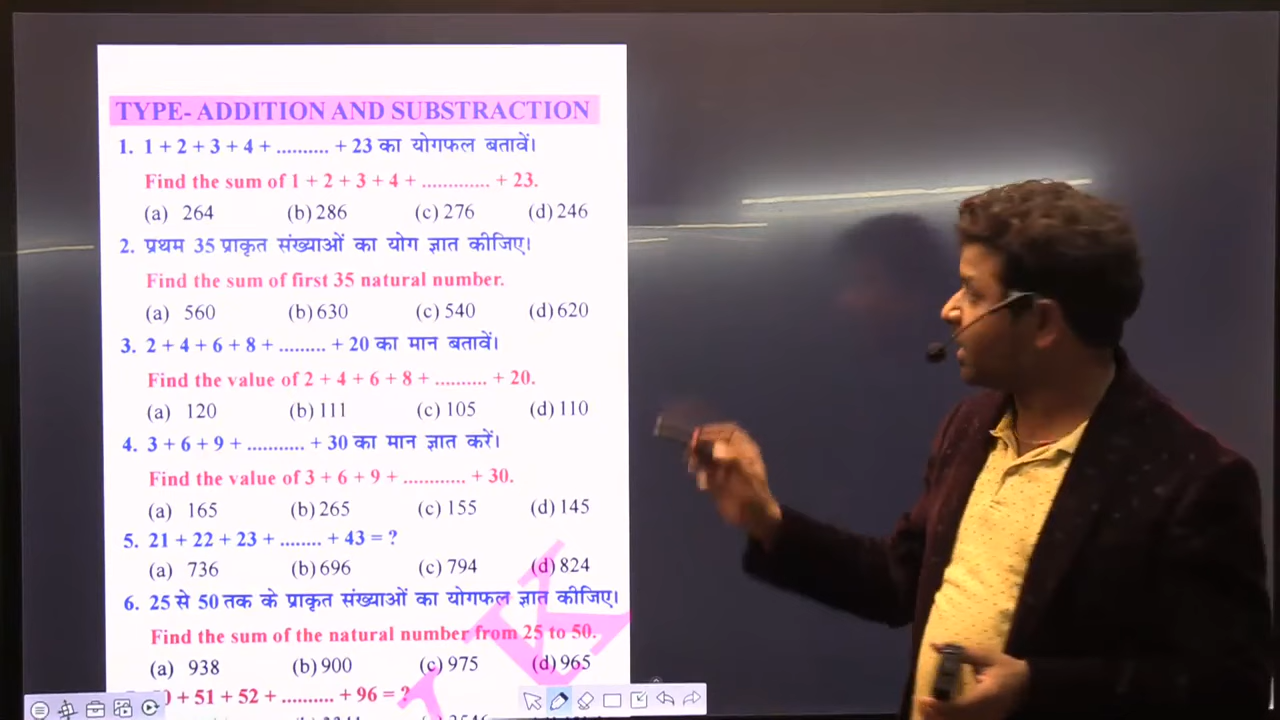 TYPE- ADDITION AND SUBSTRACTION
1. 1 + 2 + 3 + 4 + .......... + 23 का योगफल बतावें।
Find the sum of 1 + 2 + 3 + 4 + ............. + 23.
(a) 264 (b) 286 (c) 276 (d) 246
2. प्रथम 35 प्राकृत संख्याओं का योग ज्ञात कीजिए।
Find the sum of first 35 natural number.
(a) 560 (b) 630 (c) 540 (d) 620
3. 2 + 4 + 6 + 8 + ......... + 20 का मान बतावें।
Find the value of 2 + 4 + 6 + 8 + .......... + 20.
(a) 120 (b) 111 (c) 105 (d) 110
4. 3 + 6 + 9 + ........... + 30 का मान ज्ञात करें।
Find the value of 3 + 6 + 9 + ............ + 30.
(a) 165 (b) 265 (c) 155 (d) 145
5. 21 + 22 + 23 + ........ + 43 = ?
(a) 736 (b) 696 (c) 794 (d) 824
6. 25 से 50 तक के प्राकृत संख्याओं का योगफल ज्ञात कीजिए।
Find the sum of the natural number from 25 to 50.
(a) 938 (b) 900 (c) 975 (d) 965
+ 51 + 52 + .......... + 96 = ?